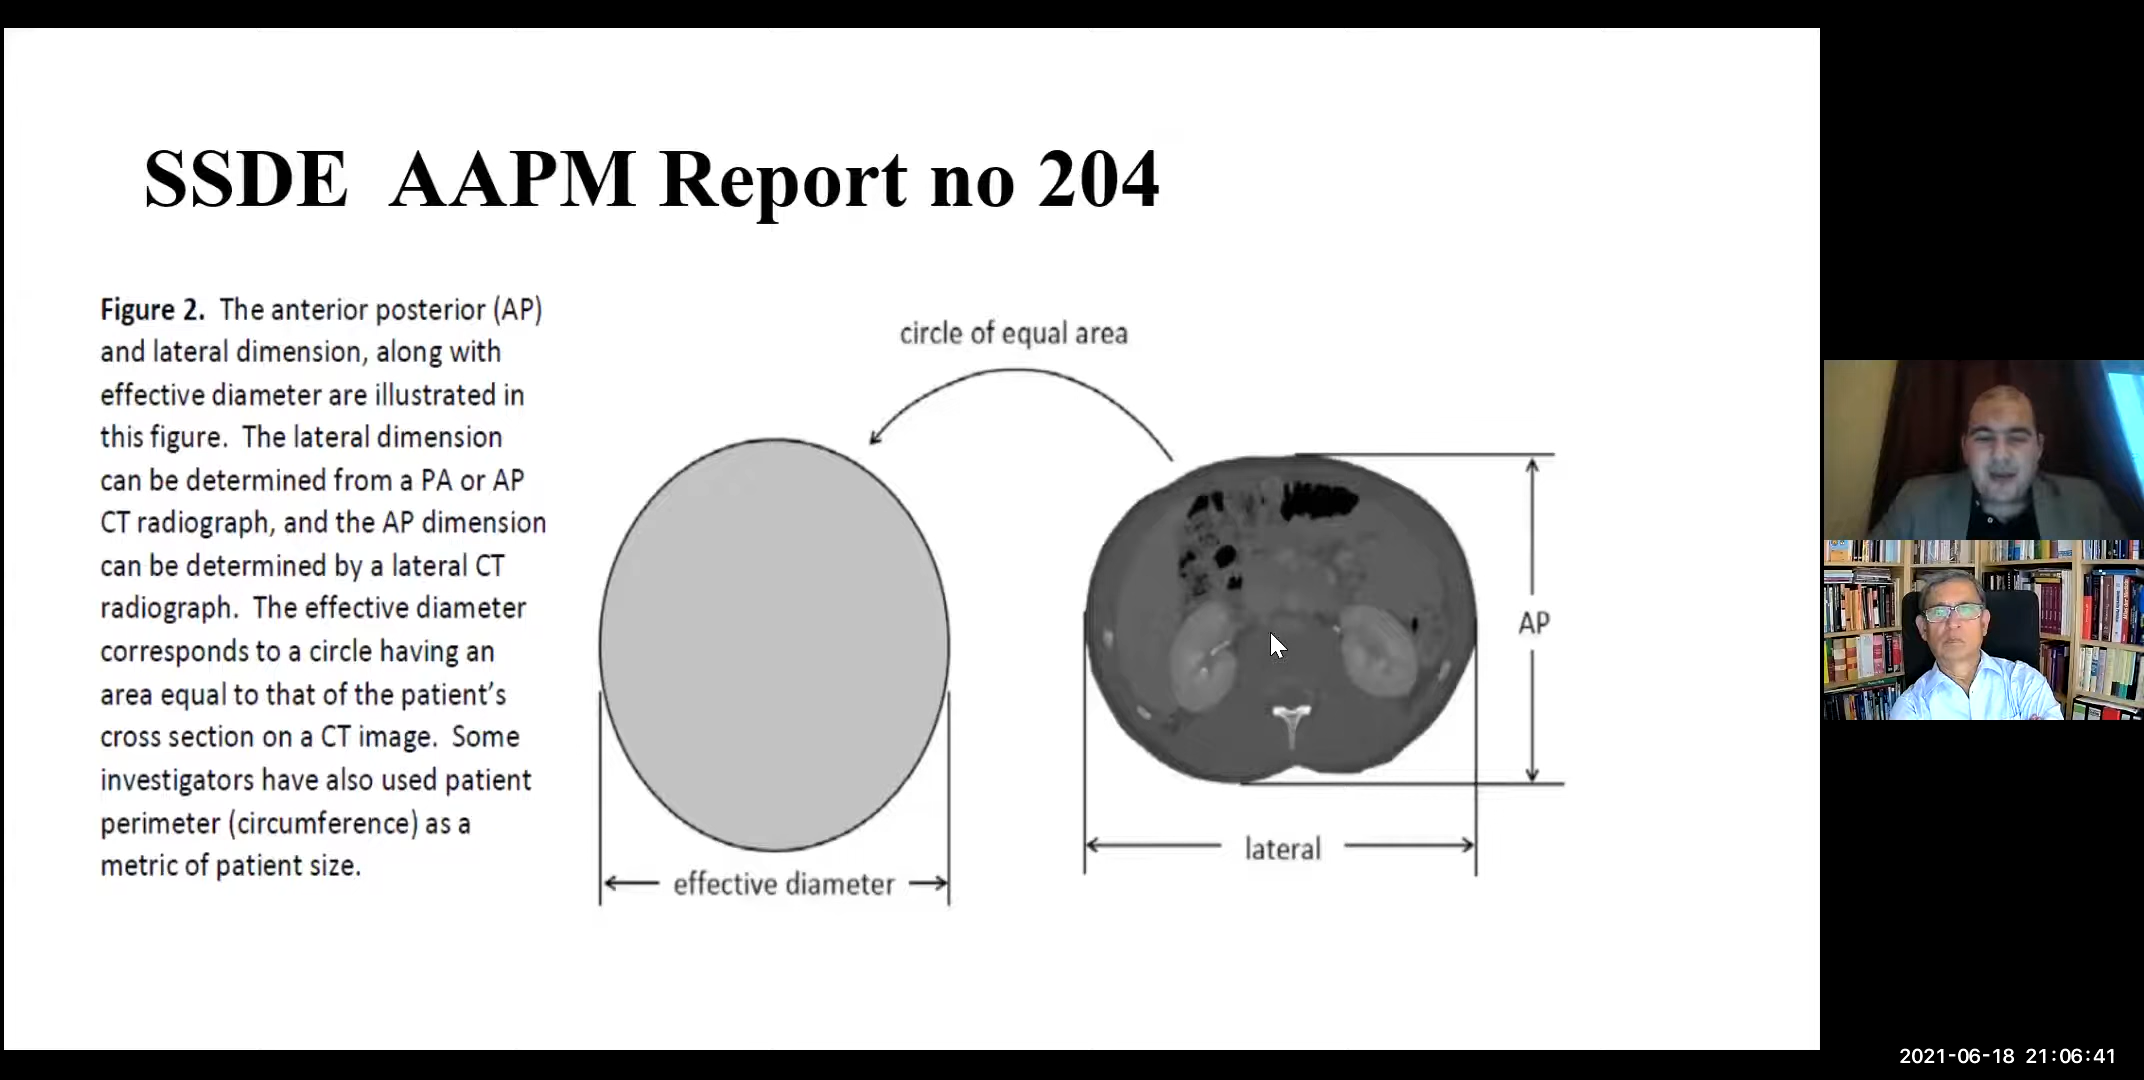 SSDE AAPM Report no 204
Figure 2. The anterior posterior (AP)
and lateral dimension, along with
effective diameter are illustrated in
this figure. The lateral dimension
can be determined from a PA or AP
CT radiograph, and the AP dimension
can be determined by a lateral CT
radiograph. The effective diameter
corresponds to a circle having an
area equal to that of the patient's
cross section on a CT image. Some
investigators have also used patient
perimeter (circumference) as a
metric of patient size.
circle of equal area
AP
lateral
effective diameter
2021-06-18 21:06:41